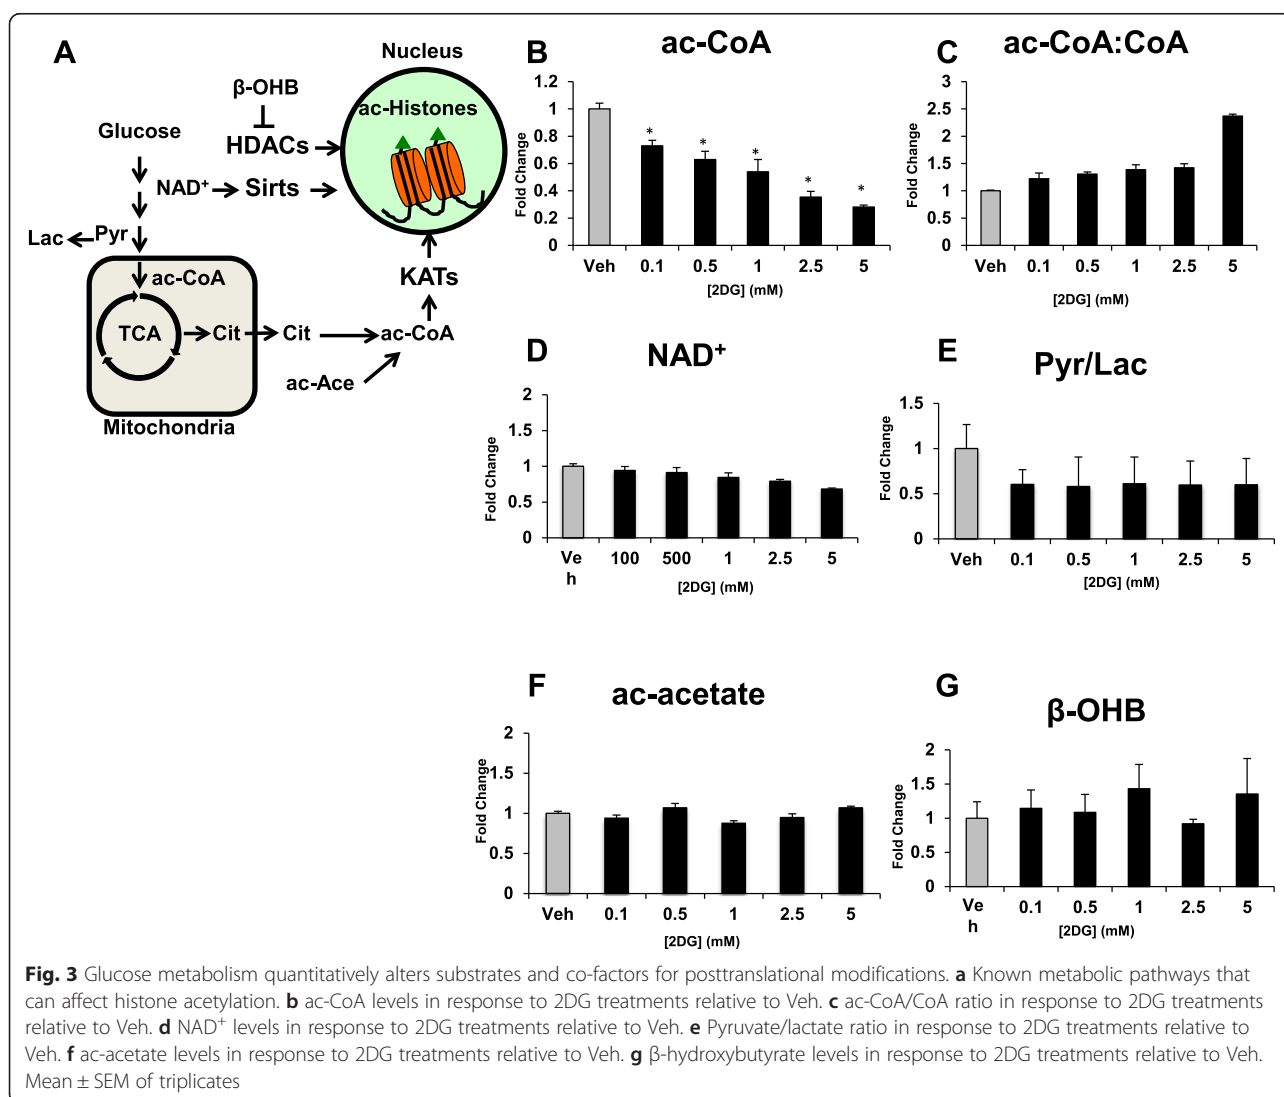 A
Nucleus
β-OHB
ac-Histones
Glucose
HDACs
NAD⁺
Sirts
Lac
Pyr
ac-CoA
KATs
TCA
Cit
Cit
ac-CoA
ac-Ace
Mitochondria
B
ac-CoA
Fold Change
1.2
1
0.8
0.6
0.4
0.2
0
*
*
*
*
*
Veh 0.1 0.5 1 2.5 5
[2DG] (mM)
C
ac-CoA:CoA
Fold Change
3
2.5
2
1.5
1
0.5
0
Veh 0.1 0.5 1 2.5 5
[2DG] (mM)
D
NAD⁺
Fold Change
2
1.5
1
0.5
0
Ve
h
100 500 1 2.5 5
[2DG] (mM)
E
Pyr/Lac
Fold Change
1.5
1
0.5
0
Veh 0.1 0.5 1 2.5 5
[2DG] (mM)
F
ac-acetate
Fold Change
2
1.5
1
0.5
0
Veh 0.1 0.5 1 2.5 5
[2DG] (mM)
G
β-OHB
Fold Change
2
1.5
1
0.5
0
Ve
h
0.1 0.5 1 2.5 5
[2DG] (mM)
Fig. 3 Glucose metabolism quantitatively alters substrates and co-factors for posttranslational modifications. a Known metabolic pathways that
can affect histone acetylation. b ac-CoA levels in response to 2DG treatments relative to Veh. c ac-CoA/CoA ratio in response to 2DG treatments
relative to Veh. d NAD⁺ levels in response to 2DG treatments relative to Veh. e Pyruvate/lactate ratio in response to 2DG treatments relative to
Veh. f ac-acetate levels in response to 2DG treatments relative to Veh. g β-hydroxybutyrate levels in response to 2DG treatments relative to Veh.
Mean ± SEM of triplicates